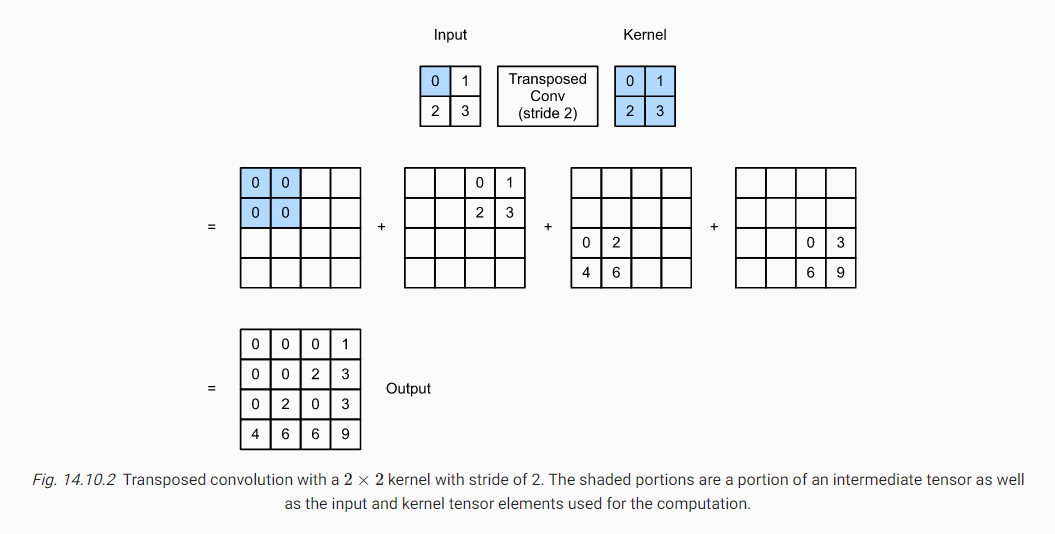 Input Kernel
0 1 Transposed 0 1
Conv
2 3 (stride 2) 2 3
0 0 0 1
0 0 2 3
= + + +
0 2 0 3
4 6 6 9
0 0 0 1
0 0 2 3
= Output
0 2 0 3
4 6 6 9
Fig. 14.10.2 Transposed convolution with a 2 × 2 kernel with stride of 2. The shaded portions are a portion of an intermediate tensor as well
as the input and kernel tensor elements used for the computation.